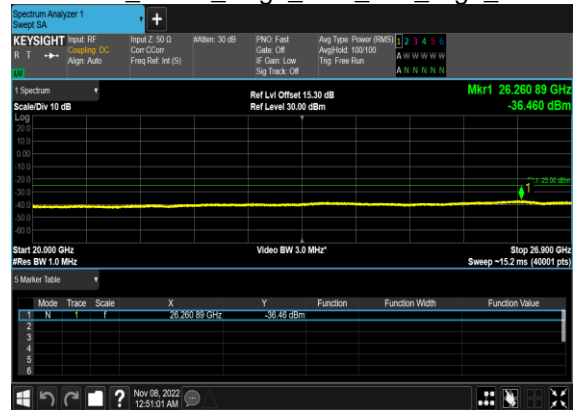 Spectrum Analyzer 1
Swept SA
KEYSIGHT Input: RF Input Z: 50 Ω #Atten: 30 dB PNO: Fast Avg Type: Power (RMS) 1 2 3 4 5 6
R T Coupling: DC Corr CCorr Gate: Off Avg|Hold: 100/100 A W W W W W
Align: Auto Freq Ref: Int (S) IF Gain: Low Trig: Free Run
LW Sig Track: Off A N N N N N
1 Spectrum Ref Lvl Offset 15.30 dB Mkr1 26.260 89 GHz
Scale/Div 10 dB Ref Level 30.00 dBm -36.460 dBm
Log
20.0
10.0
0.00
-10.0
-20.0
-25.00 dBm
-30.0
1
-40.0
-50.0
-60.0
Start 20.000 GHz Video BW 3.0 MHz* Stop 26.900 GHz
#Res BW 1.0 MHz Sweep ~15.2 ms (40001 pts)
5 Marker Table
Mode Trace Scale X Y Function Function Width Function Value
1 N 1 f 26.260 89 GHz -36.46 dBm
2
3
4
5
6
? Nov 08, 2022
12:51:01 AM